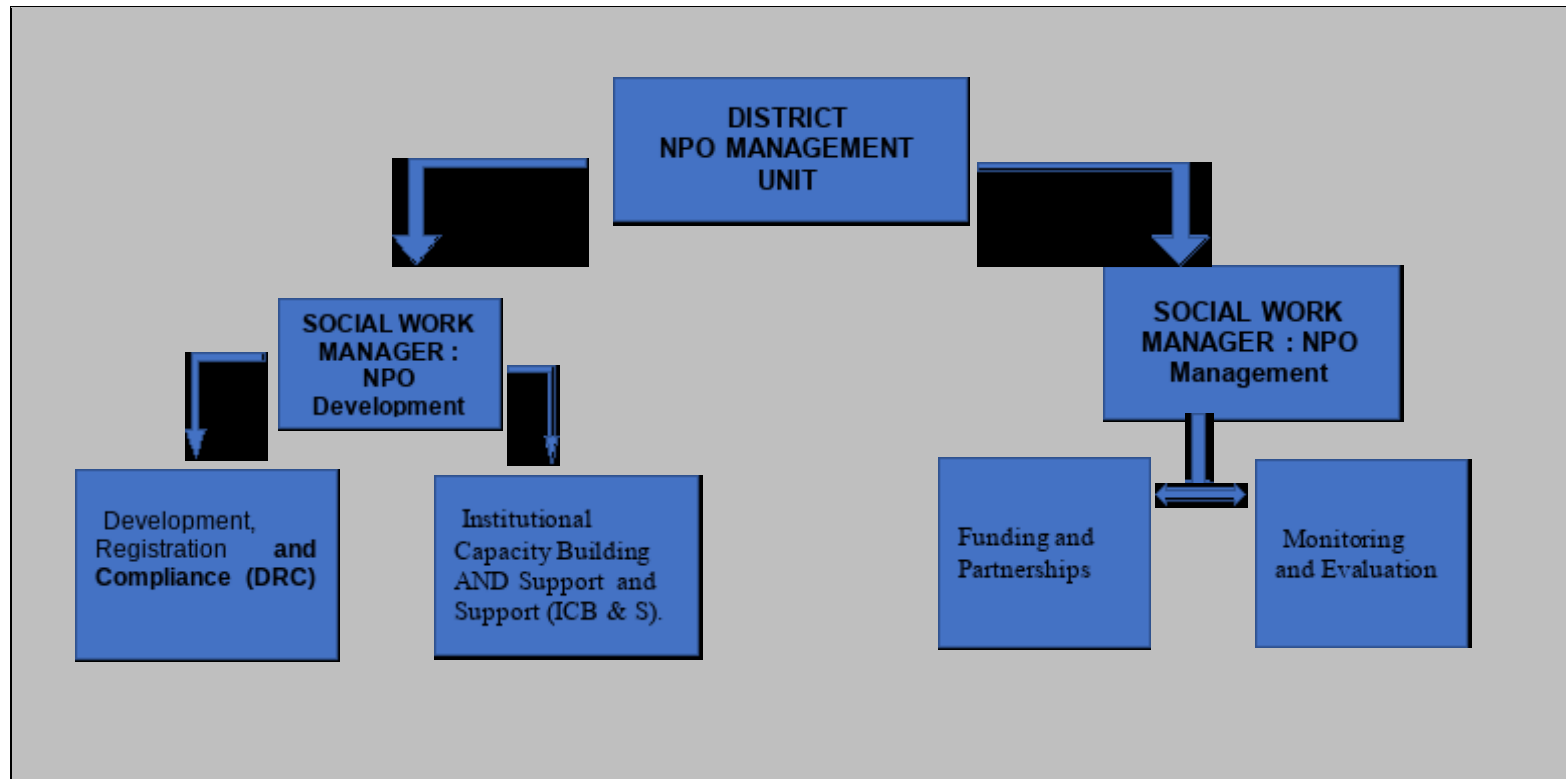 DISTRICT
NPO MANAGEMENT
UNIT
SOCIAL WORK
MANAGER :
NPO
Development
SOCIAL WORK
MANAGER : NPO
Management
Development,
Registration and
Compliance (DRC)
Institutional
Capacity Building
AND Support and
Support (ICB & S).
Funding and
Partnerships
Monitoring
and Evaluation